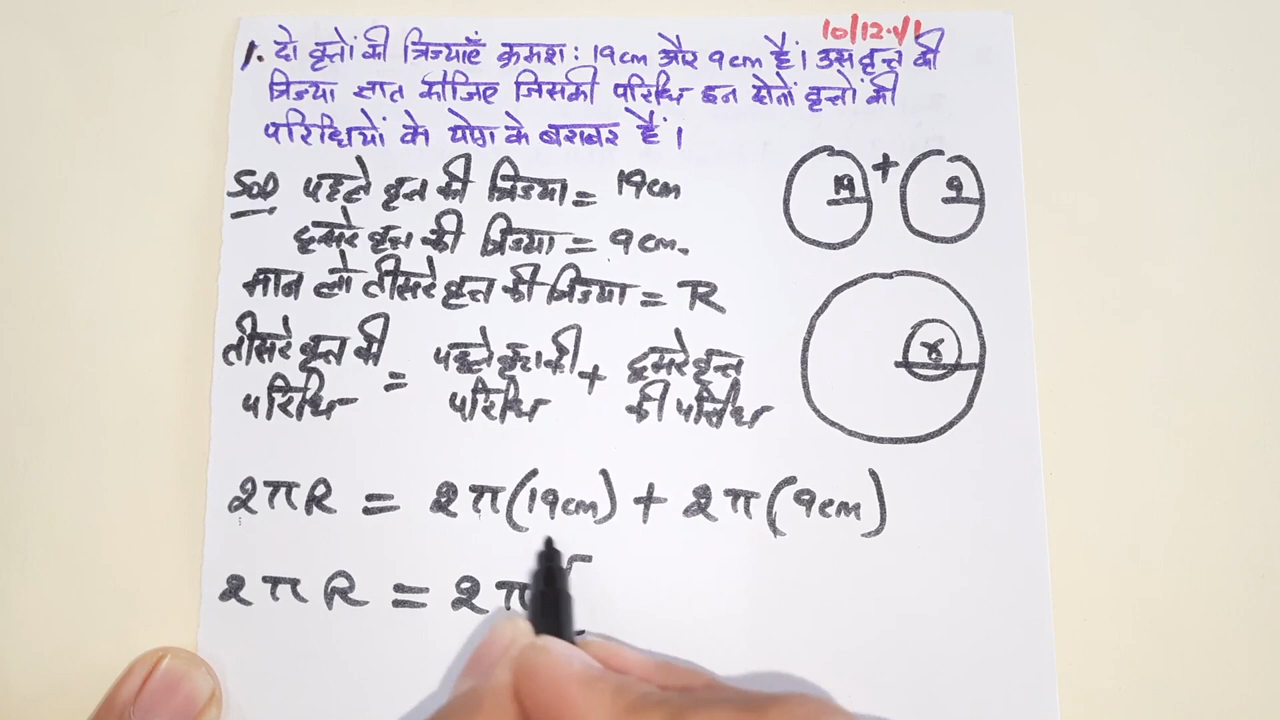 10/12.1/1
1. दो वृत्तों की त्रिज्याएँ क्रमश: 19cm और 9cm है। उस वृत्त की
त्रिज्या ज्ञात कीजिए जिसकी परिधि इन दोनों वृत्तों की
परिधियों के योग के बराबर हैं।
Sol पहले वृत्त की त्रिज्या = 19cm
दूसरे वृत्त की त्रिज्या = 9cm.
मान लो तीसरे वृत्त की त्रिज्या = R
तीसरे वृत्त की परिधि = पहले वृत्त की परिधि + दूसरे वृत्त की परिधि
2πR = 2π(19cm) + 2π(9cm)
2πR = 2π[
19 + 9
r